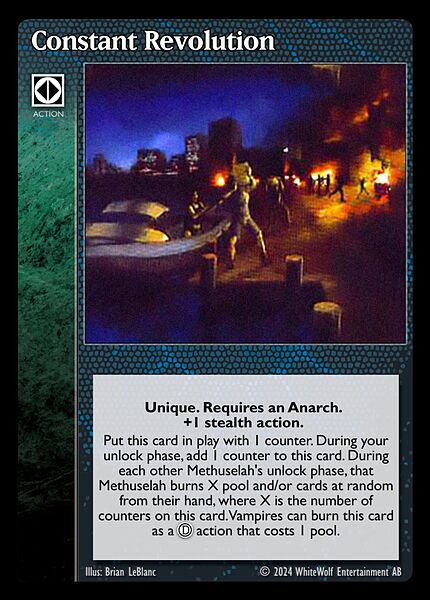 Constant Revolution
ACTION
Unique. Requires an Anarch.
+1 stealth action.
Put this card in play with 1 counter. During your
unlock phase, add 1 counter to this card. During
each other Methuselah's unlock phase, that
Methuselah burns X pool and/or cards at random
from their hand, where X is the number of
counters on this card. Vampires can burn this card
as a Ⓓ action that costs 1 pool.
Illus: Brian LeBlanc
© 2024 WhiteWolf Entertainment AB